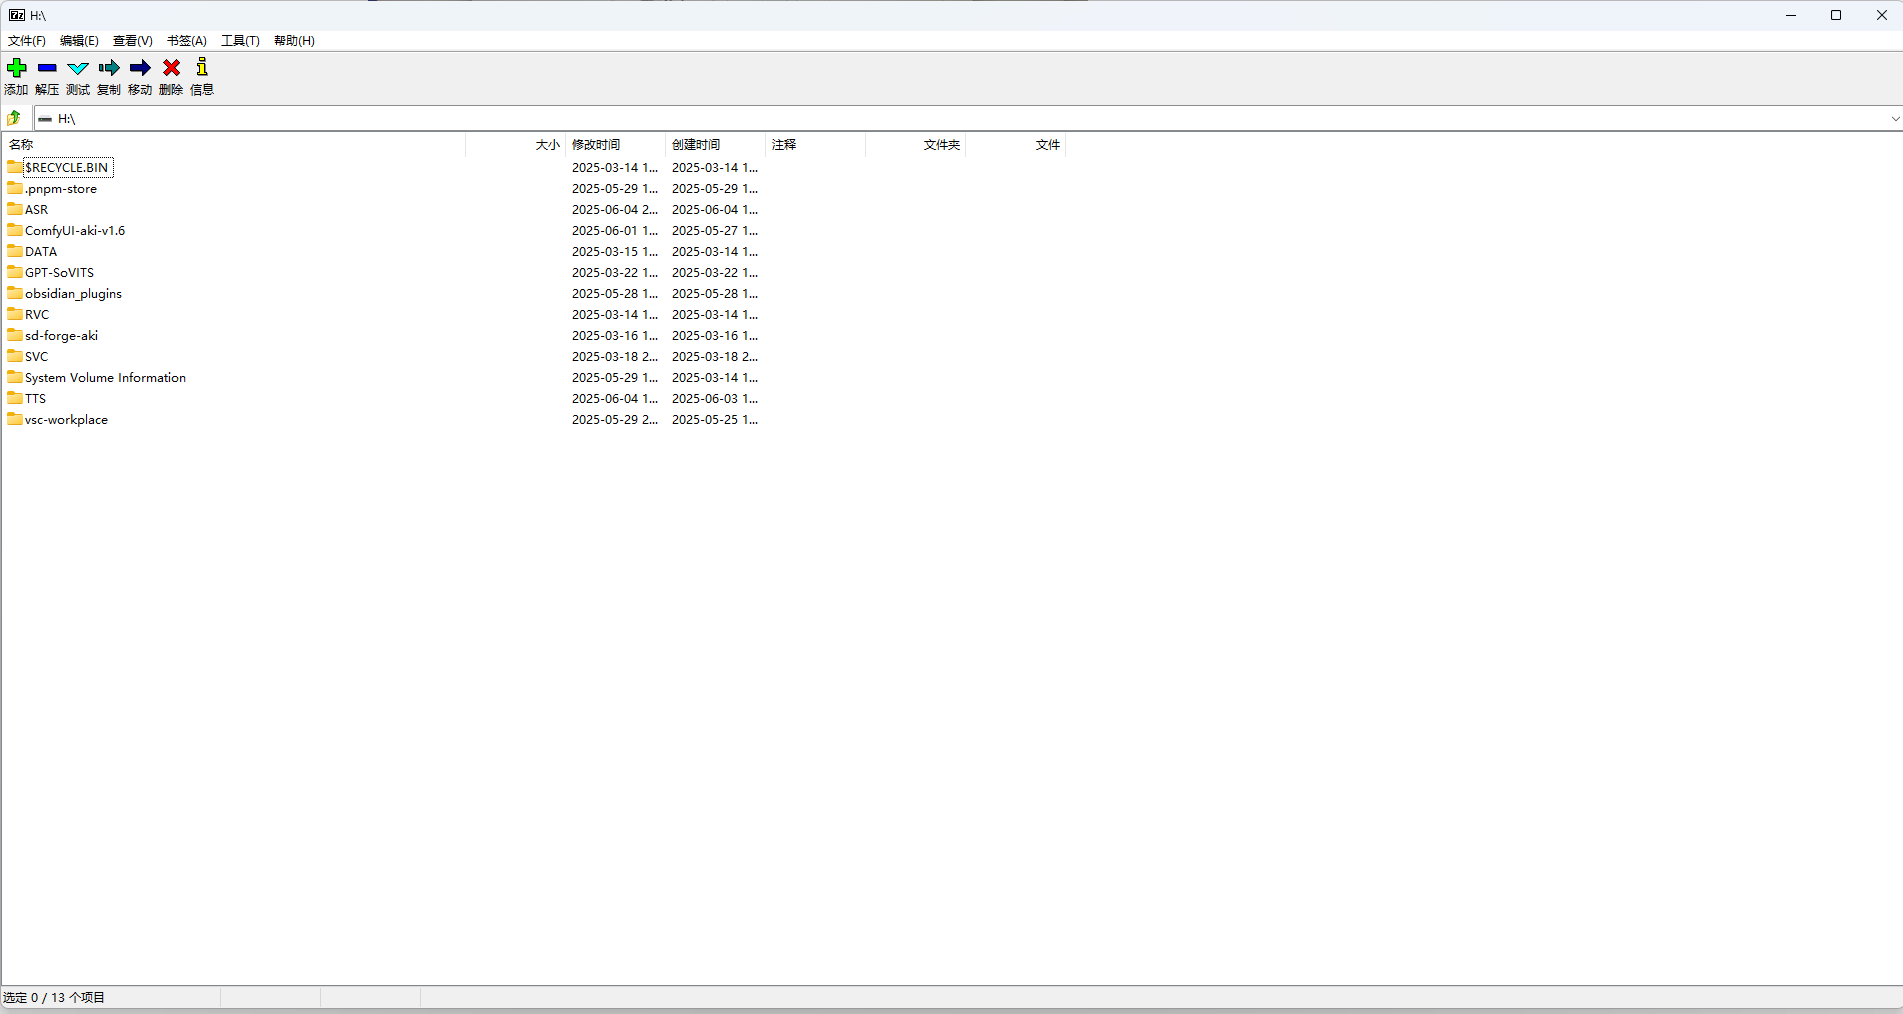 H:\
文件(F) 编辑(E) 查看(V) 书签(A) 工具(T) 帮助(H)
添加 解压 测试 复制 移动 删除 信息
H:\
名称 大小 修改时间 创建时间 注释 文件夹 文件
$RECYCLE.BIN 2025-03-14 1... 2025-03-14 1...
.pnpm-store 2025-05-29 1... 2025-05-29 1...
ASR 2025-06-04 2... 2025-06-04 1...
ComfyUI-aki-v1.6 2025-06-01 1... 2025-05-27 1...
DATA 2025-03-15 1... 2025-03-14 1...
GPT-SoVITS 2025-03-22 1... 2025-03-22 1...
obsidian_plugins 2025-05-28 1... 2025-05-28 1...
RVC 2025-03-14 1... 2025-03-14 1...
sd-forge-aki 2025-03-16 1... 2025-03-16 1...
SVC 2025-03-18 2... 2025-03-18 2...
System Volume Information 2025-05-29 1... 2025-03-14 1...
TTS 2025-06-04 1... 2025-06-03 1...
vsc-workplace 2025-05-29 2... 2025-05-25 1...
选定 0 / 13 个项目